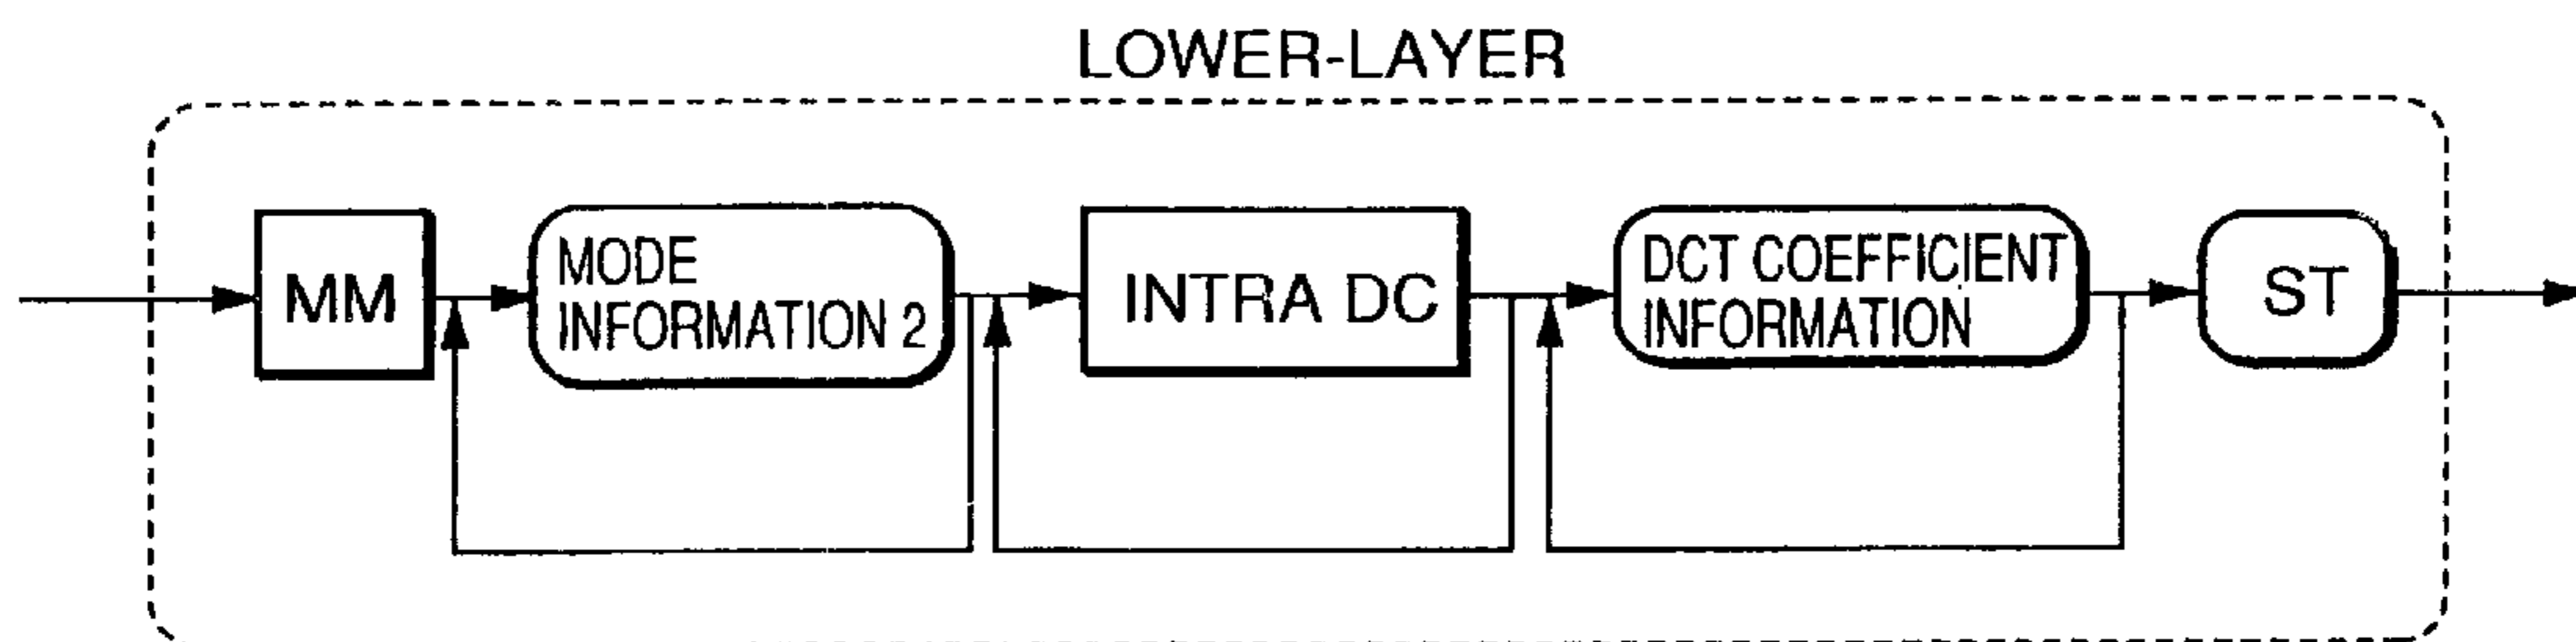 LOWER-LAYER
MM
MODE
INFORMATION 2
INTRA DC
DCT COEFFICIENT
INFORMATION
ST